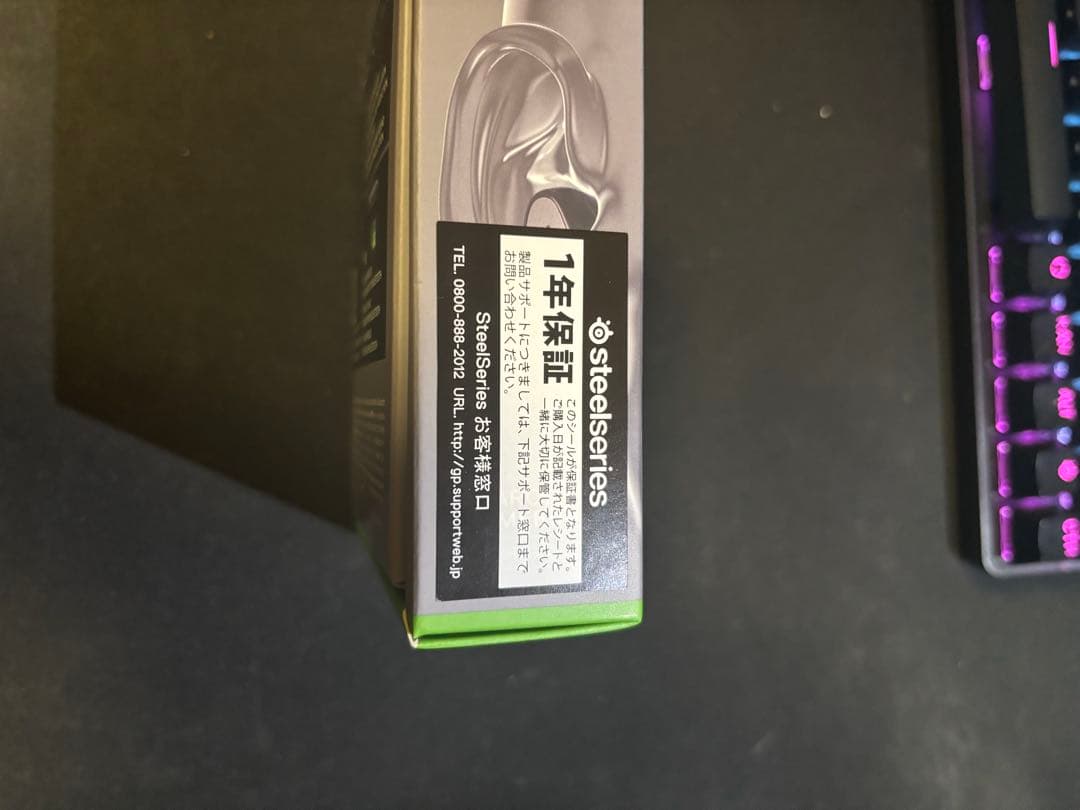 steelseries
1年保証
このシールが保証書となります。
ご購入日が記載されたレシートと
一緒に大切に保管してください。
製品サポートにつきましては、下記サポート窓口まで
お問い合わせください。
SteelSeries お客様窓口
TEL. 0800-888-2012 URL. http://gp.supportweb.jp